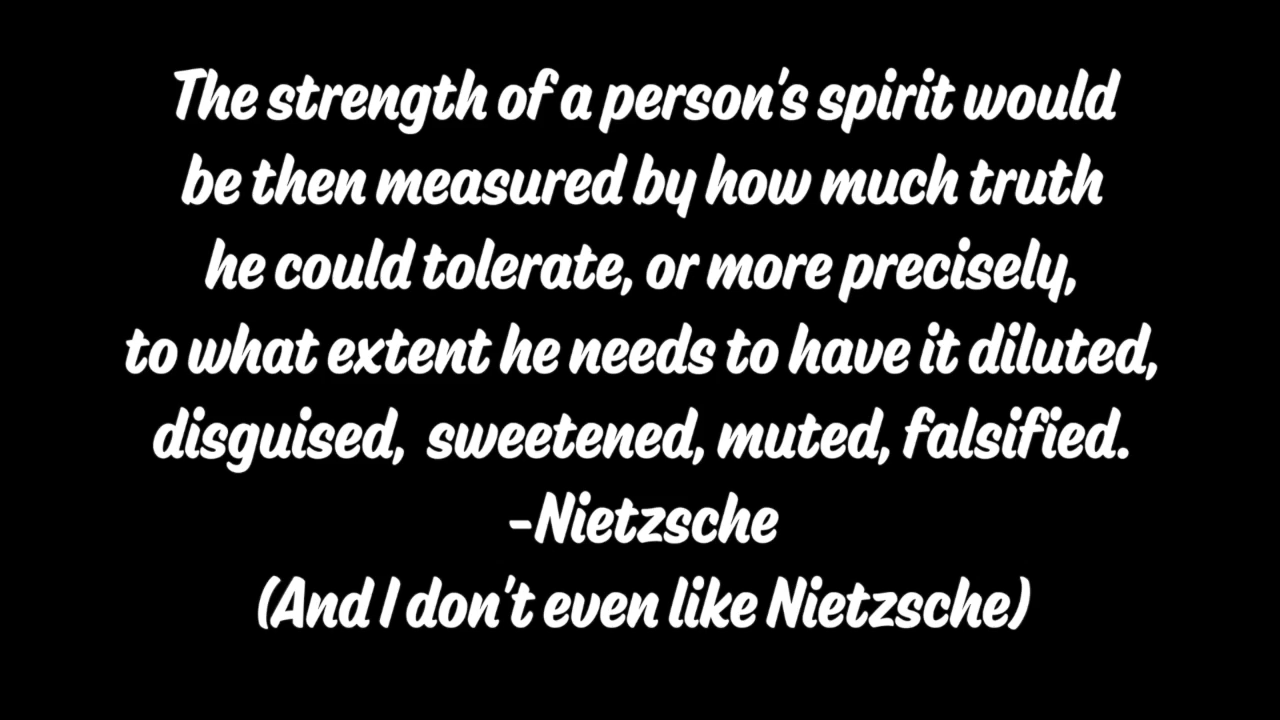 The strength of a person's spirit would
be then measured by how much truth
he could tolerate, or more precisely,
to what extent he needs to have it diluted,
disguised, sweetened, muted, falsified.
-Nietzsche
(And I don't even like Nietzsche)